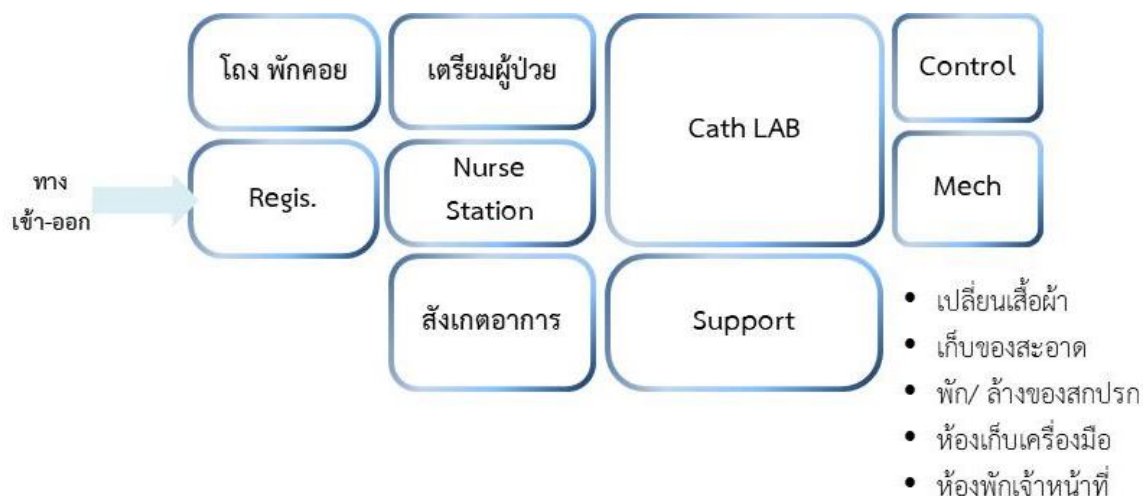 โถง พักคอย
เตรียมผู้ป่วย
Cath LAB
Control
ทาง
เข้า-ออก
Regis.
Nurse
Station
Mech
สังเกตอาการ
Support
• เปลี่ยนเสื้อผ้า
• เก็บของสะอาด
• พัก/ ล้างของสกปรก
• ห้องเก็บเครื่องมือ
• ห้องพักเจ้าหน้าที่